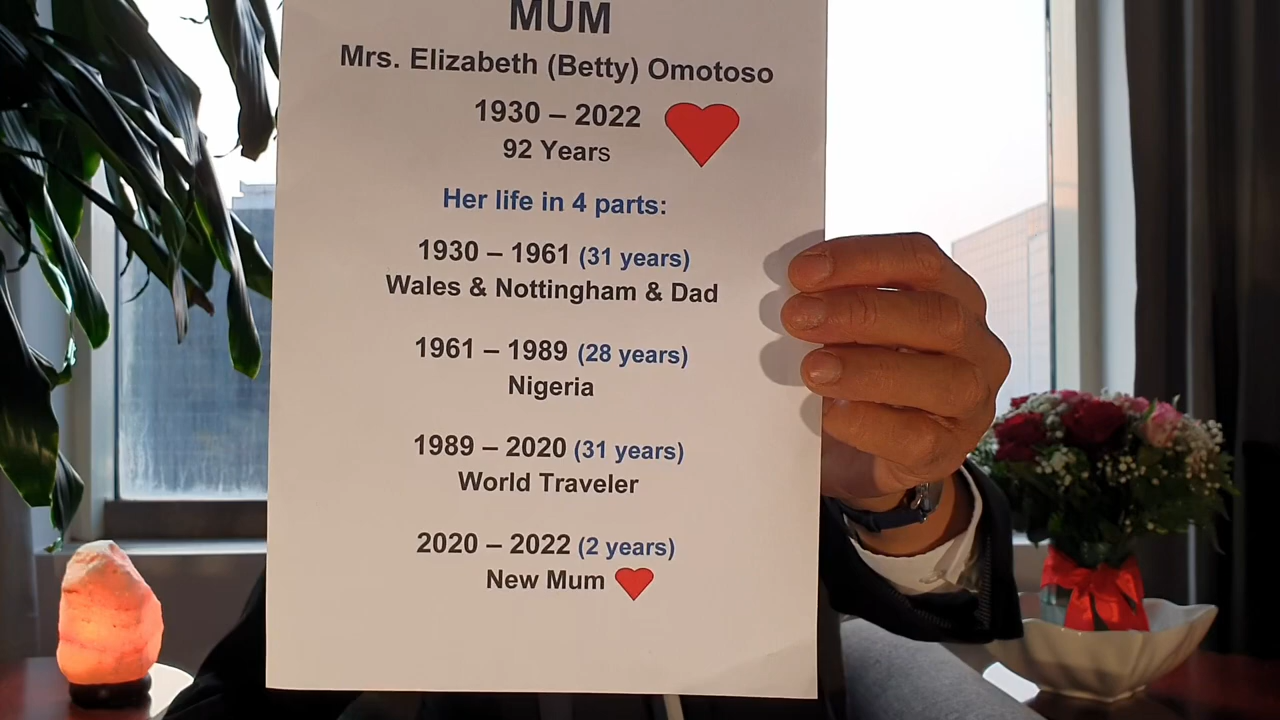 MUM
Mrs. Elizabeth (Betty) Omotoso
1930 – 2022
92 Years
Her life in 4 parts:
1930 – 1961 (31 years)
Wales & Nottingham & Dad
1961 – 1989 (28 years)
Nigeria
1989 – 2020 (31 years)
World Traveler
2020 – 2022 (2 years)
New Mum